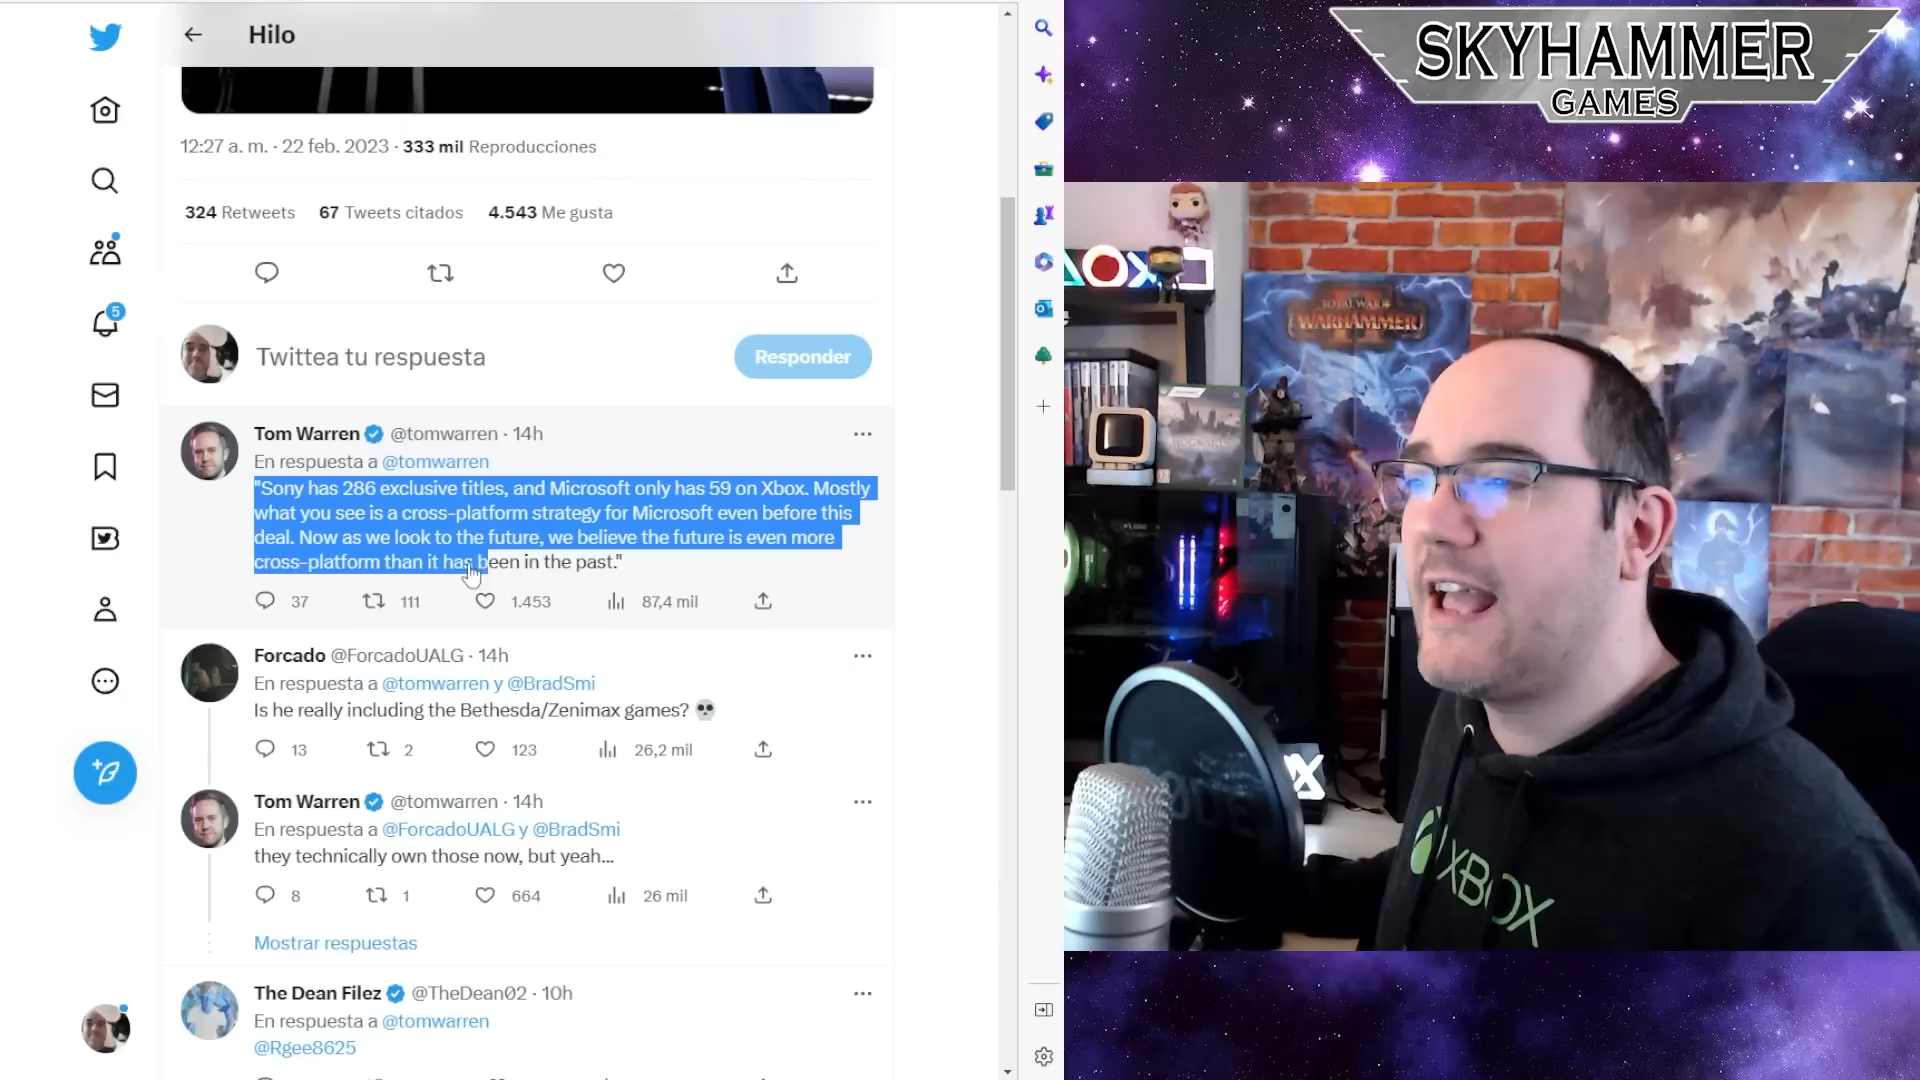 Hilo
12:27 a. m. · 22 feb. 2023 · 333 mil Reproducciones
324 Retweets 67 Tweets citados 4.543 Me gusta
Twittea tu respuesta
Responder
5
Tom Warren @tomwarren · 14h
En respuesta a @tomwarren
"Sony has 286 exclusive titles, and Microsoft only has 59 on Xbox. Mostly
what you see is a cross-platform strategy for Microsoft even before this
deal. Now as we look to the future, we believe the future is even more
cross-platform than it has been in the past."
37 111 1.453 87,4 mil
Forcado @ForcadoUALG · 14h
En respuesta a @tomwarren y @BradSmi
Is he really including the Bethesda/Zenimax games? 💀
13 2 123 26,2 mil
Tom Warren @tomwarren · 14h
En respuesta a @ForcadoUALG y @BradSmi
they technically own those now, but yeah...
8 1 664 26 mil
Mostrar respuestas
The Dean Filez @TheDean02 · 10h
En respuesta a @tomwarren
@Rgee8625
SKYHAMMER
GAMES
TOTAL WAR
WARHAMMER
XBOX